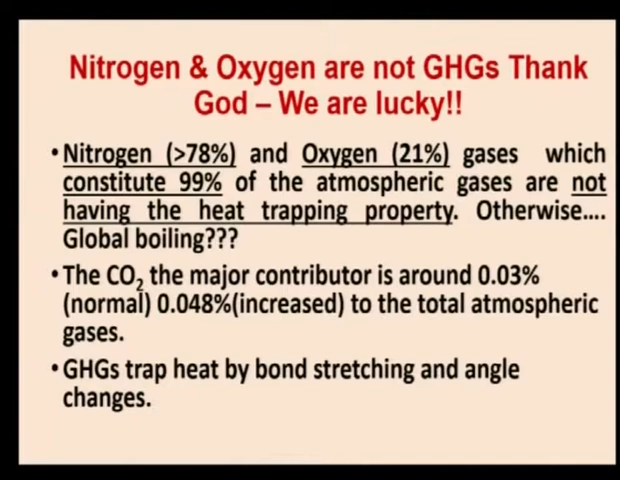 Nitrogen & Oxygen are not GHGs Thank
God – We are lucky!!
•Nitrogen (>78%) and Oxygen (21%) gases which
constitute 99% of the atmospheric gases are not
having the heat trapping property. Otherwise....
Global boiling???
•The CO₂ the major contributor is around 0.03%
(normal) 0.048%(increased) to the total atmospheric
gases.
•GHGs trap heat by bond stretching and angle
changes.